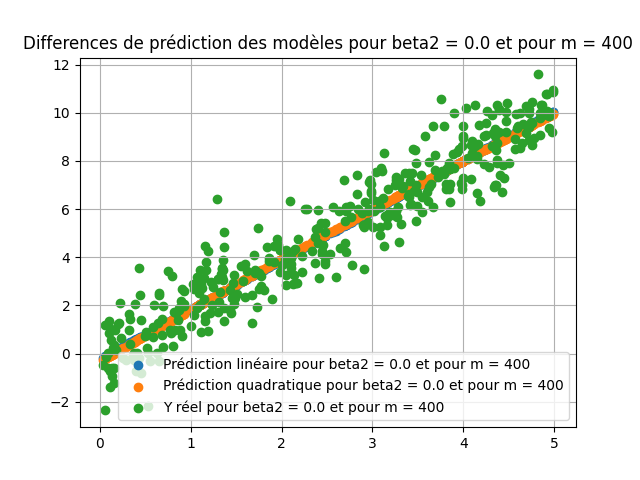 Differences de prédiction des modèles pour beta2 = 0.0 et pour m = 400
12
10
8
6
4
2
0
−2
0 1 2 3 4 5
Prédiction linéaire pour beta2 = 0.0 et pour m = 400
Prédiction quadratique pour beta2 = 0.0 et pour m = 400
Y réel pour beta2 = 0.0 et pour m = 400